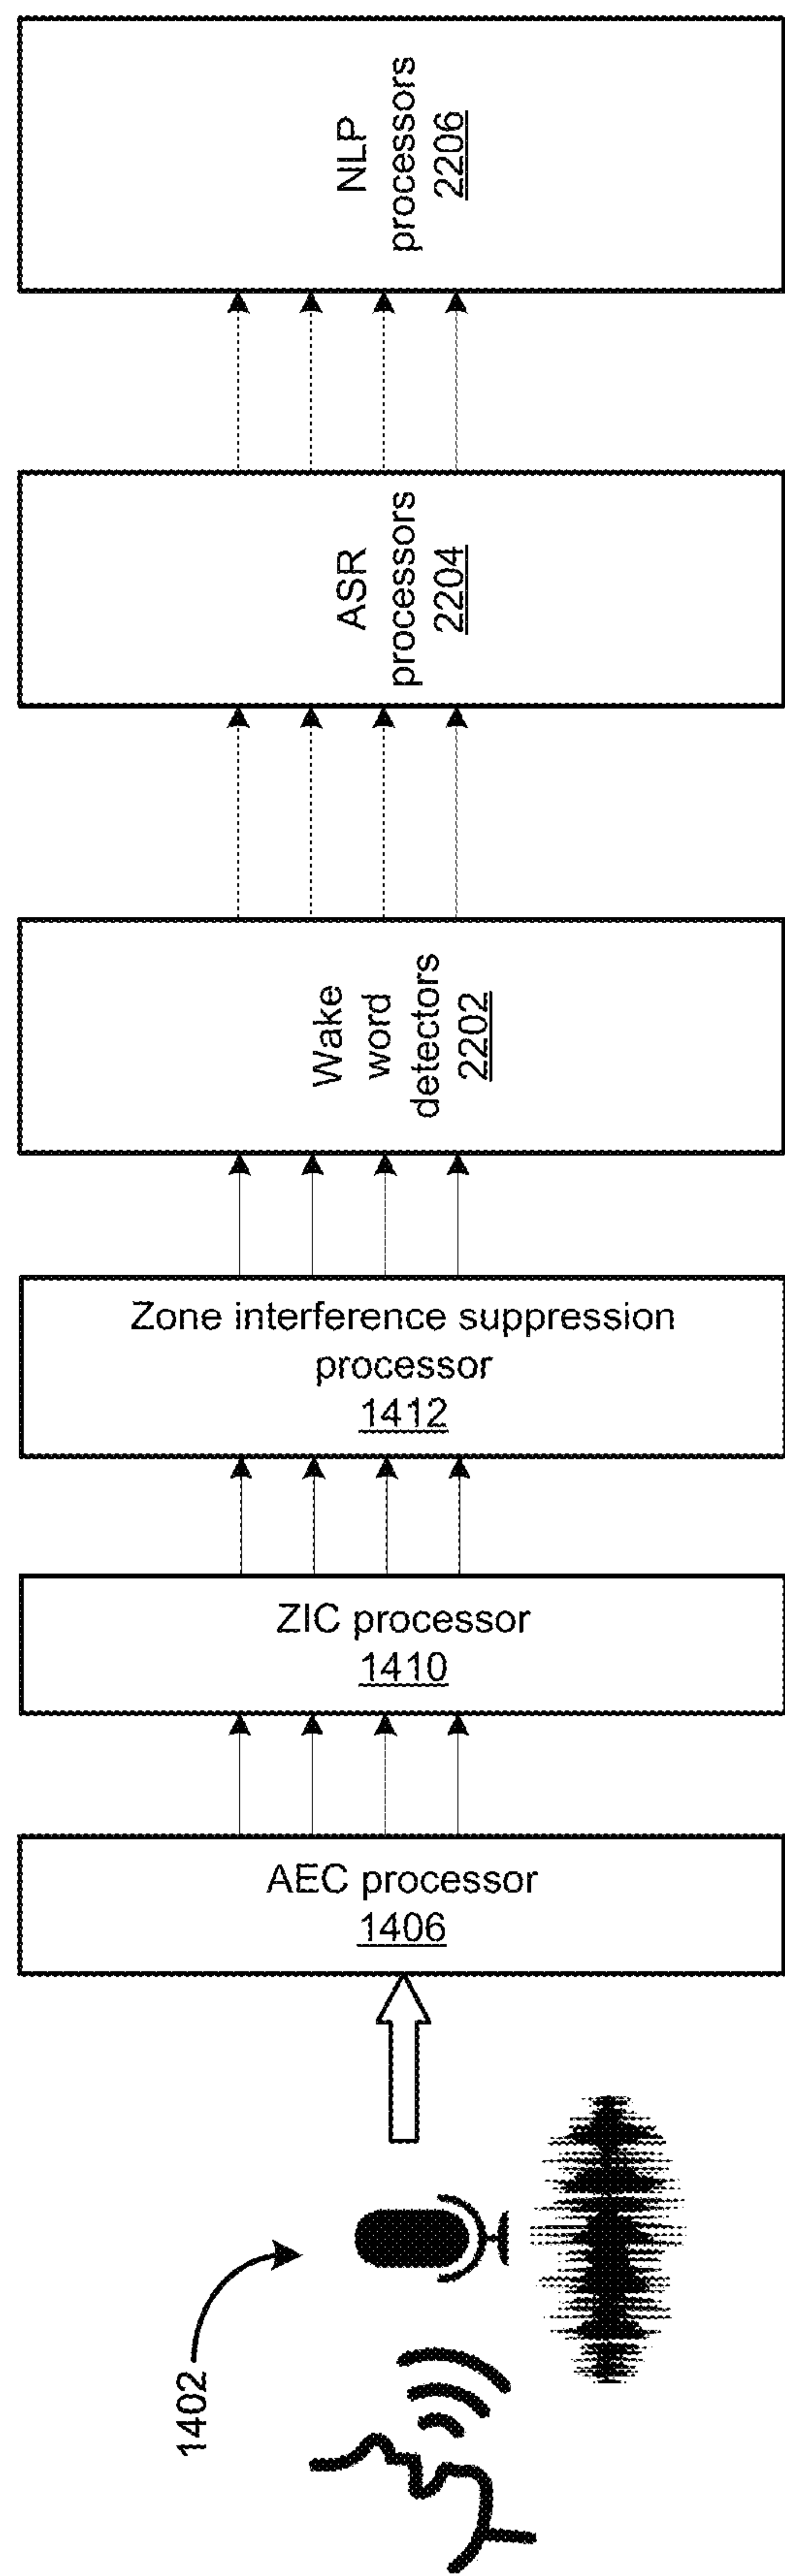 1402
AEC processor
1406
ZIC processor
1410
Zone interference suppression
processor
1412
Wake
word
detectors
2202
ASR
processors
2204
NLP
processors
2206